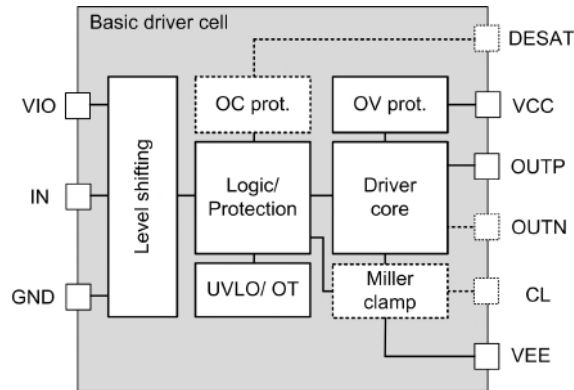 Basic driver cell
DESAT
VIO
OC prot.
OV prot.
VCC
Level shifting
Logic/
Protection
Driver
core
OUTP
IN
OUTN
UVLO/ OT
Miller
clamp
CL
GND
VEE